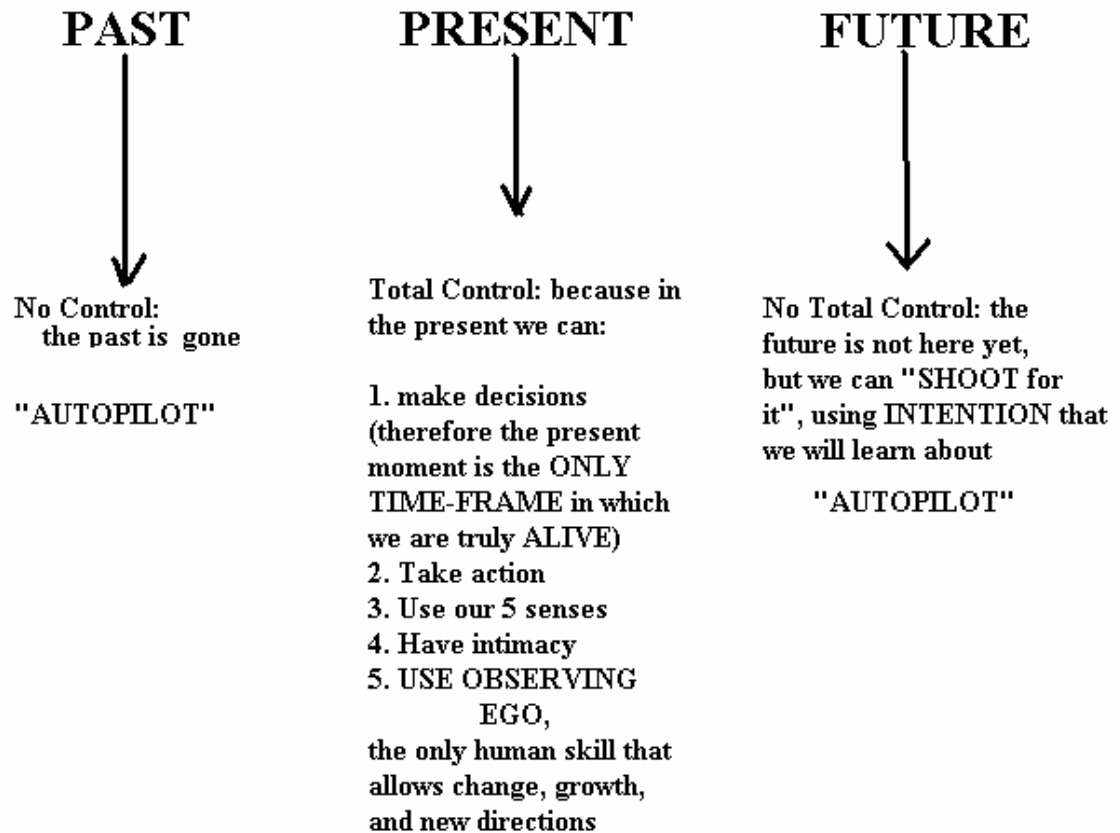 PAST
No Control:
the past is gone
"AUTOPILOT"
PRESENT
Total Control: because in
the present we can:
1. make decisions
(therefore the present
moment is the ONLY
TIME-FRAME in which
we are truly ALIVE)
2. Take action
3. Use our 5 senses
4. Have intimacy
5. USE OBSERVING
EGO,
the only human skill that
allows change, growth,
and new directions
FUTURE
No Total Control: the
future is not here yet,
but we can "SHOOT for
it", using INTENTION that
we will learn about
"AUTOPILOT"